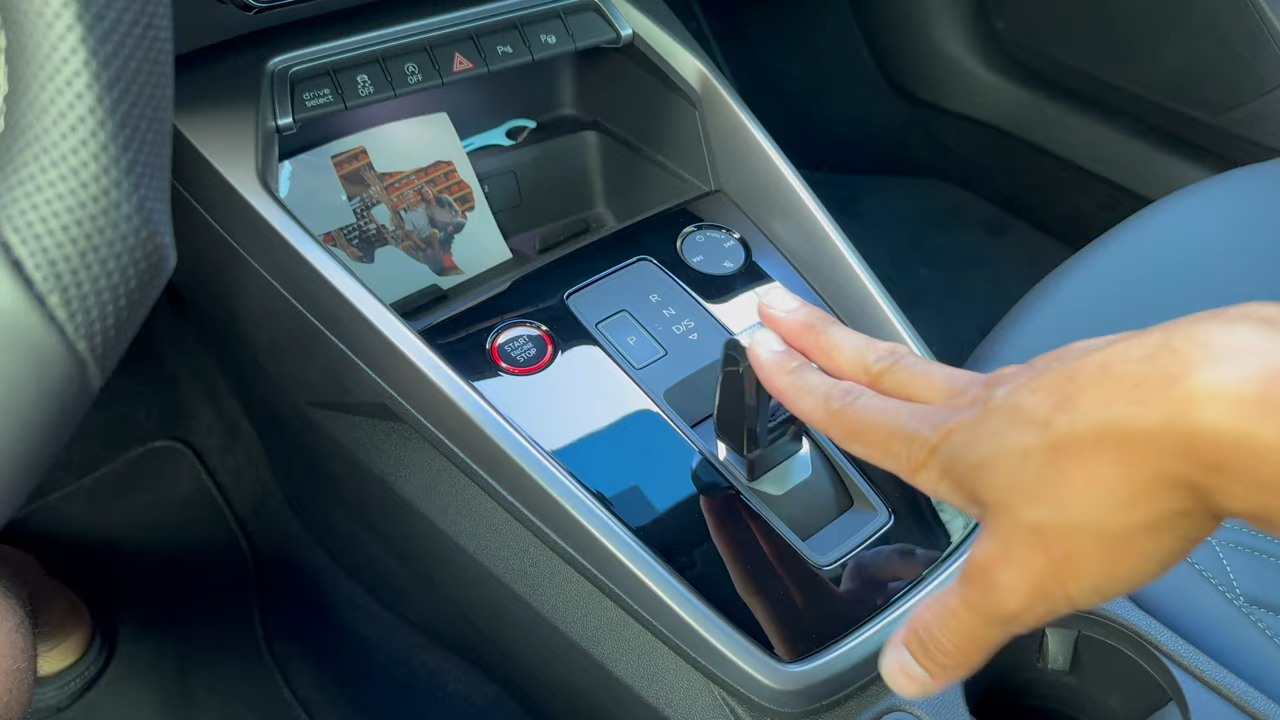 drive
select
OFF
A
OFF
P
P
R
N
D/S
P
START
ENGINE
STOP